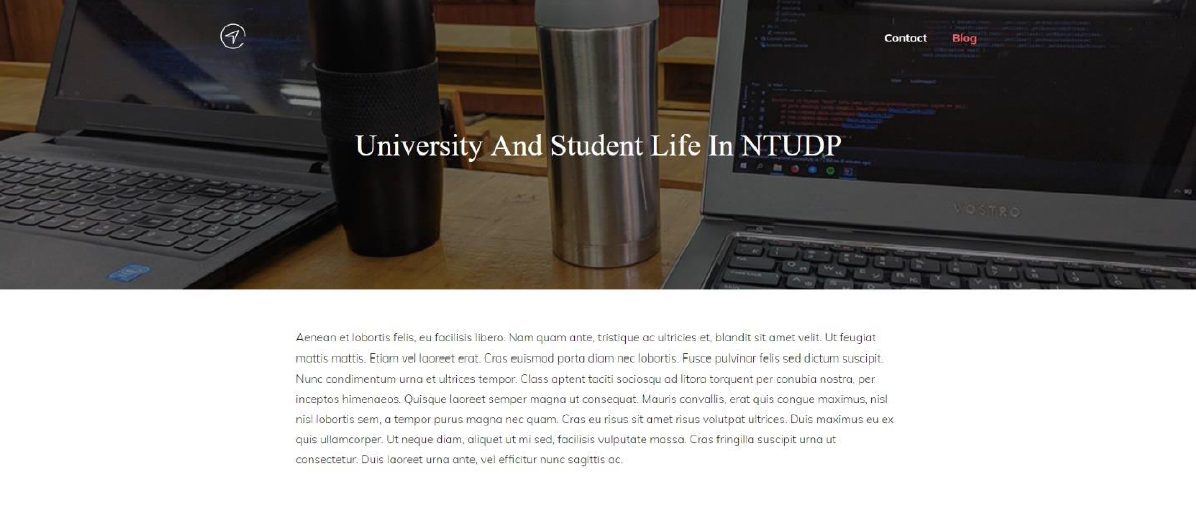 Contact Blog
University And Student Life In NTUDP
VOSTRO
Aenean et lobortis felis, eu facilisis libero. Nam quam ante, tristique ac ultricies et, blandit sit amet velit. Ut feugiat
mattis mattis. Etiam vel laoreet erat. Cras euismod porta diam nec lobortis. Fusce pulvinar felis sed dictum suscipit.
Nunc condimentum urna et ultrices tempor. Class aptent taciti sociosqu ad litora torquent per conubia nostra, per
inceptos himenaeos. Quisque laoreet semper magna ut consequat. Mauris convallis, erat quis congue maximus, nisl
nisl lobortis sem, a tempor purus magna nec quam. Cras eu risus sit amet risus volutpat ultrices. Duis maximus eu ex
quis ullamcorper. Ut neque diam, aliquet ut mi sed, facilisis vulputate massa. Cras fringilla suscipit urna ut
consectetur. Duis laoreet urna ante, vel efficitur nunc sagittis ac.